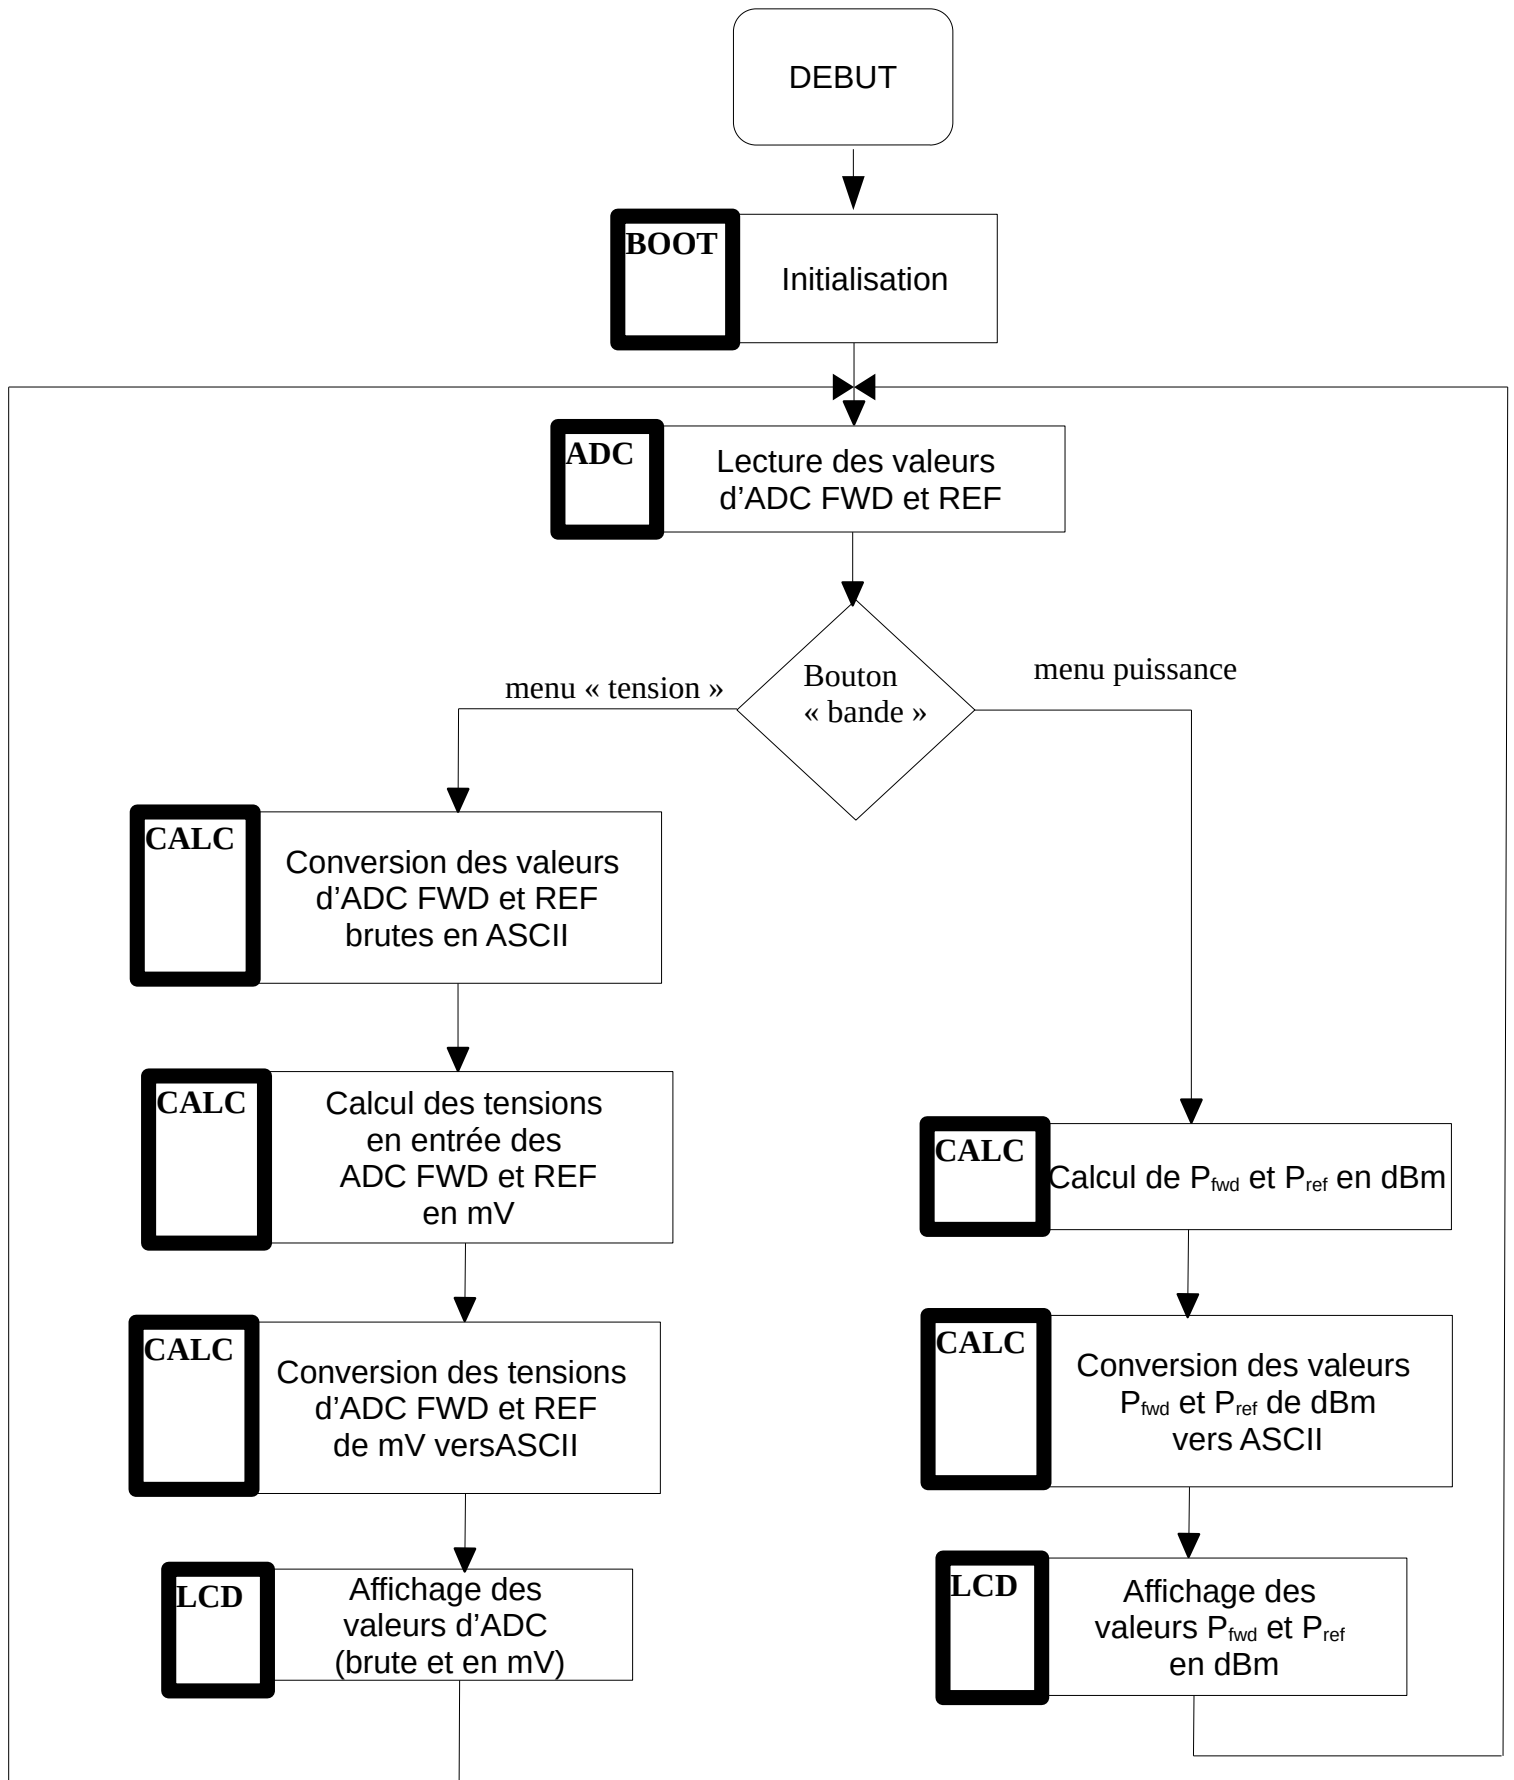 DEBUT
BOOT
Initialisation
ADC
Lecture des valeurs
d’ADC FWD et REF
Bouton
« bande »
menu « tension »
menu puissance
CALC
Conversion des valeurs
d’ADC FWD et REF
brutes en ASCII
CALC
Calcul des tensions
en entrée des
ADC FWD et REF
en mV
CALC
Conversion des tensions
d’ADC FWD et REF
de mV versASCII
LCD
Affichage des
valeurs d’ADC
(brute et en mV)
CALC
Calcul de Pfwd et Pref en dBm
CALC
Conversion des valeurs
Pfwd et Pref de dBm
vers ASCII
LCD
Affichage des
valeurs Pfwd et Pref
en dBm